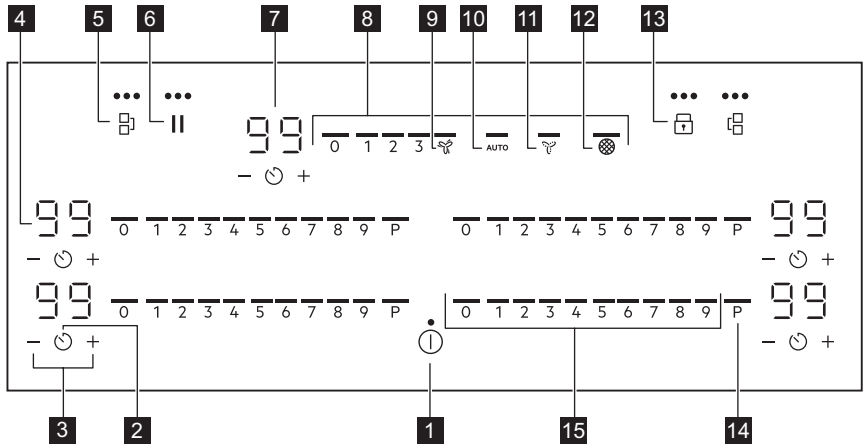 4 5 6 7 8 9 10 11 12 13
99 0 1 2 3 AUTO
− +
99 0 1 2 3 4 5 6 7 8 9 P 0 1 2 3 4 5 6 7 8 9 P 99
− + − +
99 0 1 2 3 4 5 6 7 8 9 P 0 1 2 3 4 5 6 7 8 9 P 99
− + − +
3 2 1 15 14